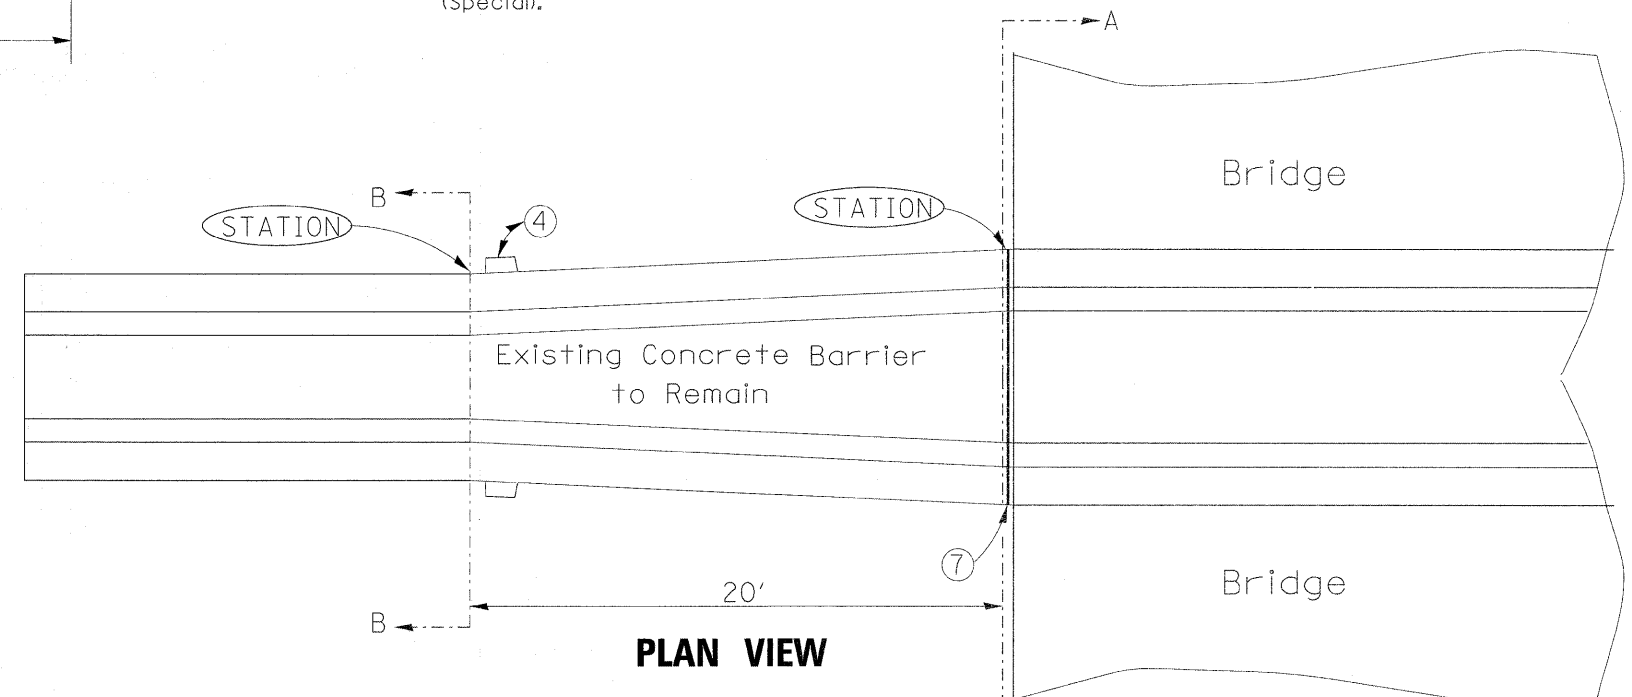 (Special).
A
Bridge
B
STATION
4
STATION
Existing Concrete Barrier
to Remain
7
20'
Bridge
B
PLAN VIEW